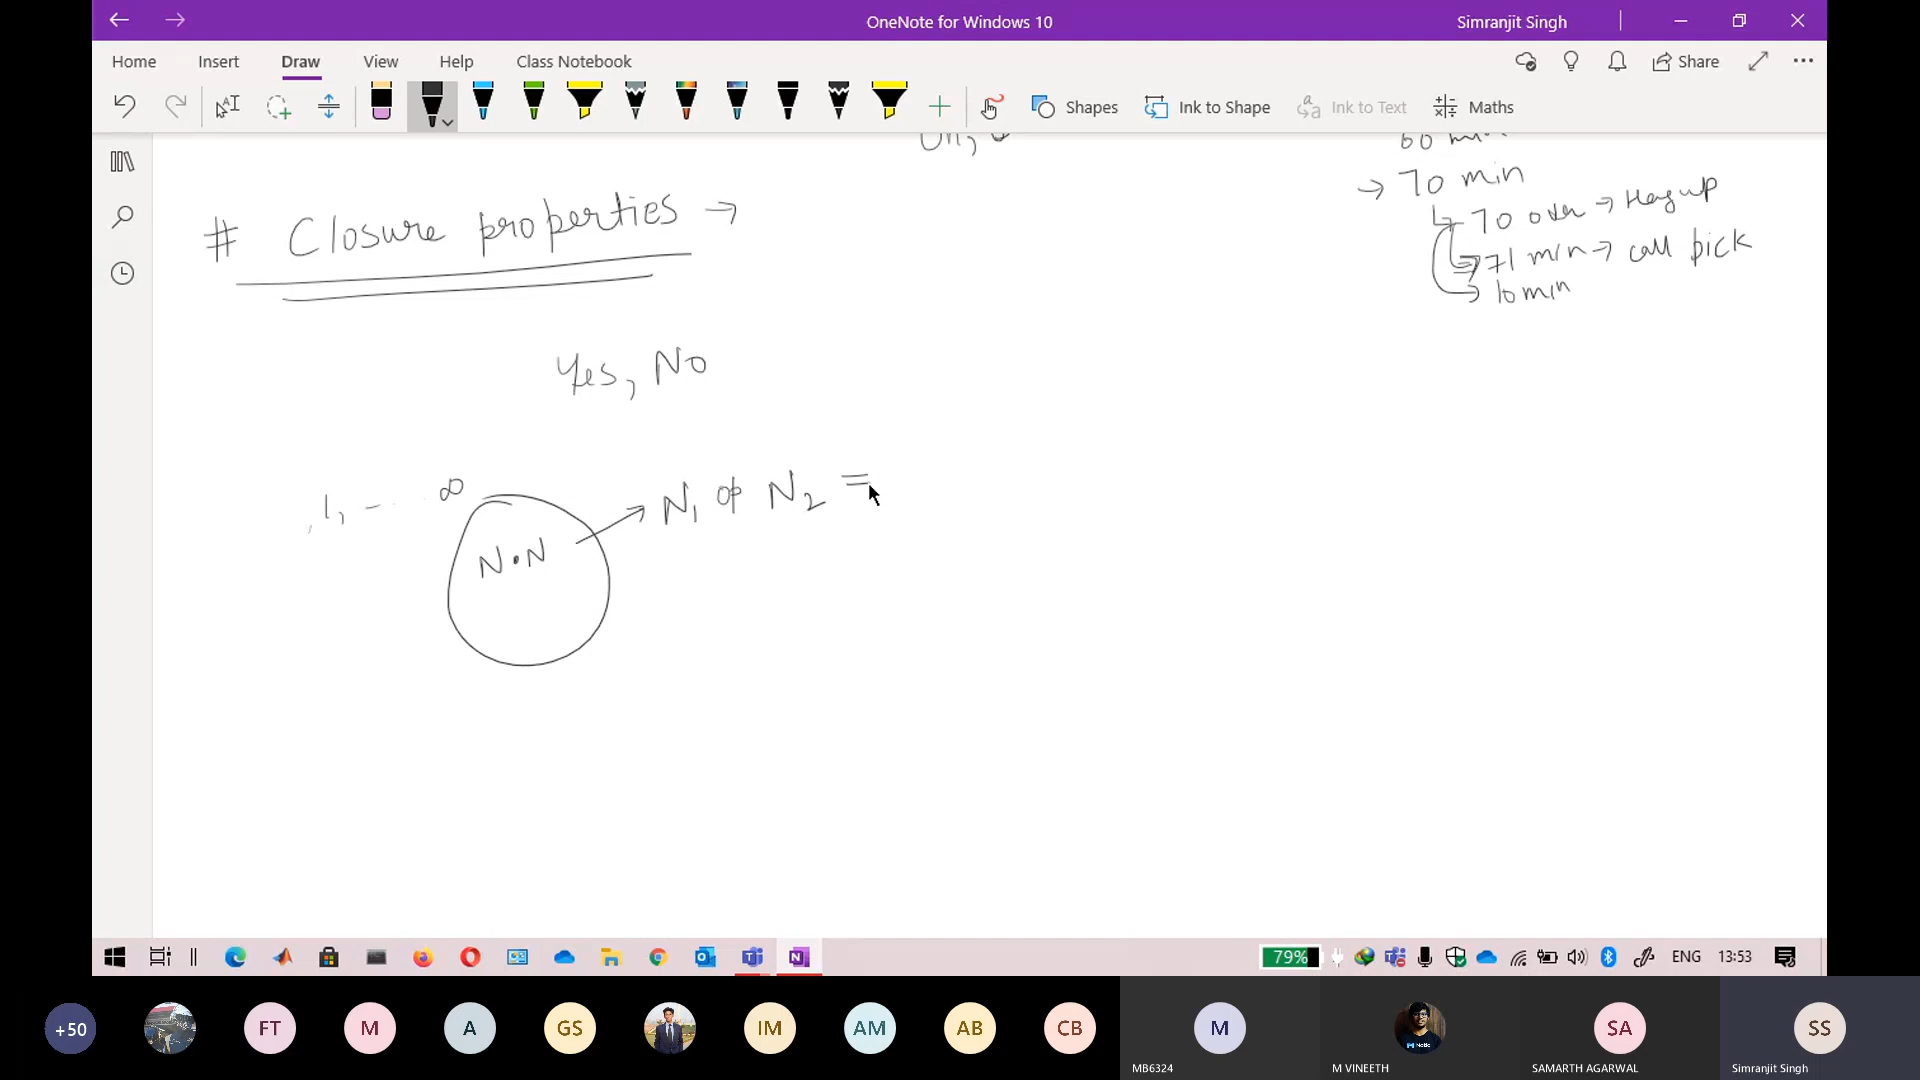 OneNote for Windows 10
Simranjit Singh
Home Insert Draw View Help Class Notebook
Share
Shapes Ink to Shape Ink to Text Maths
60 min
→ 70 min
# Closure properties →
↳ 70 over → Hangup
→ 71 min → call pick
→ 10 min
Yes, No
, 1, - .. ∞
N1 op N2 =
N.N
79%
ENG 13:53
+50
FT
M
A
GS
IM
AM
AB
CB
M
SA
SS
MB6324
M VINEETH
SAMARTH AGARWAL
Simranjit Singh